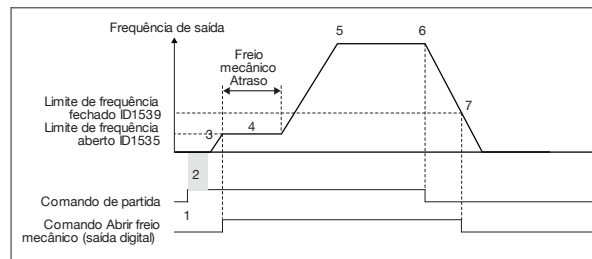 Frequência de saída
5
6
Freio
mecânico
Atraso
Limite de frequência
fechado ID1539
7
Limite de frequência
aberto ID1535
3
4
2
Comando de partida
1
Comando Abrir freio
mecânico (saída digital)